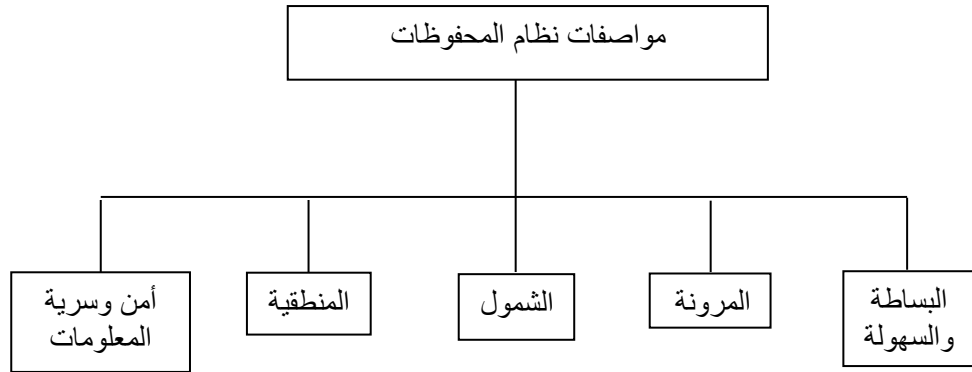 مواصفات نظام المحفوظات
البساطة
والسهولة
المرونة
الشمول
المنطقية
أمن وسرية
المعلومات